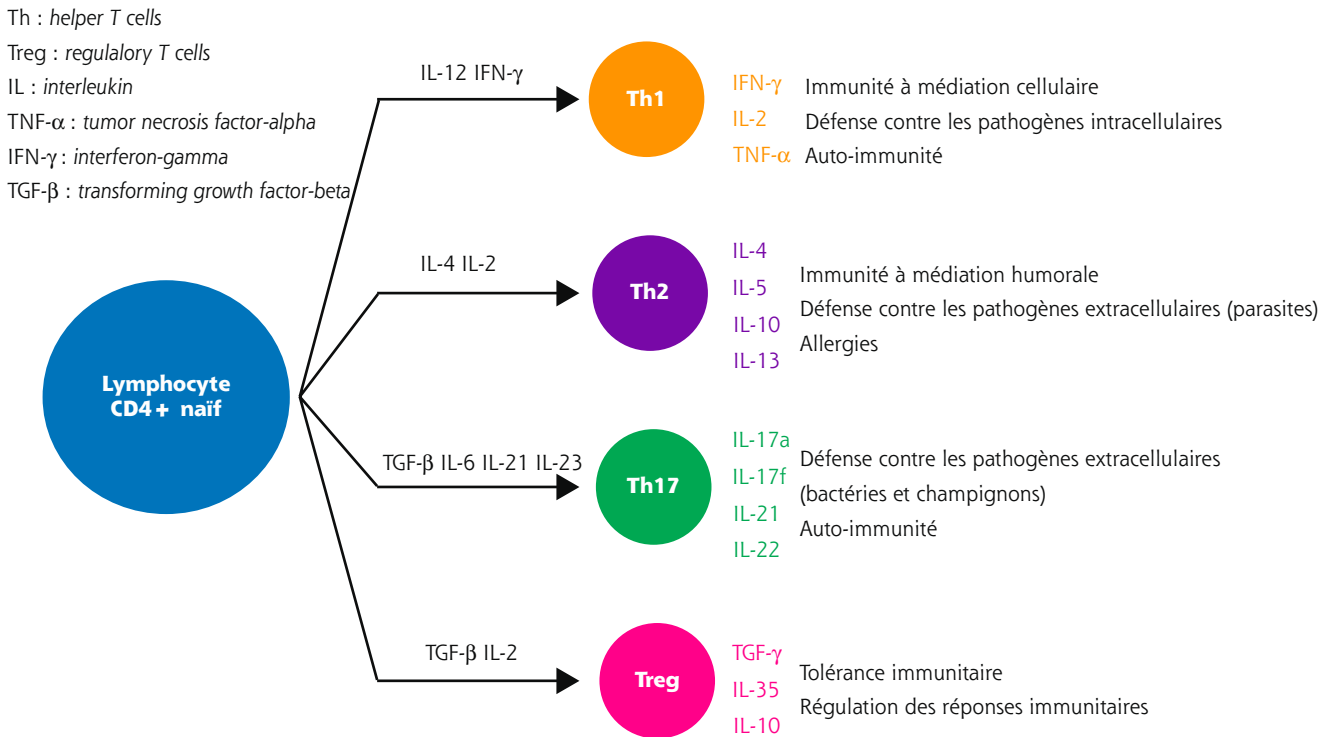 Th : helper T cells
Treg : regulalory T cells
IL : interleukin
TNF-α : tumor necrosis factor-alpha
IFN-γ : interferon-gamma
TGF-β : transforming growth factor-beta
Lymphocyte
CD4+ naïf
IL-12 IFN-γ
Th1
IFN-γ
IL-2
TNF-α
Immunité à médiation cellulaire
Défense contre les pathogènes intracellulaires
Auto-immunité
IL-4 IL-2
Th2
IL-4
IL-5
IL-10
IL-13
Immunité à médiation humorale
Défense contre les pathogènes extracellulaires (parasites)
Allergies
TGF-β IL-6 IL-21 IL-23
Th17
IL-17a
IL-17f
IL-21
IL-22
Défense contre les pathogènes extracellulaires
(bactéries et champignons)
Auto-immunité
TGF-β IL-2
Treg
TGF-γ
IL-35
IL-10
Tolérance immunitaire
Régulation des réponses immunitaires